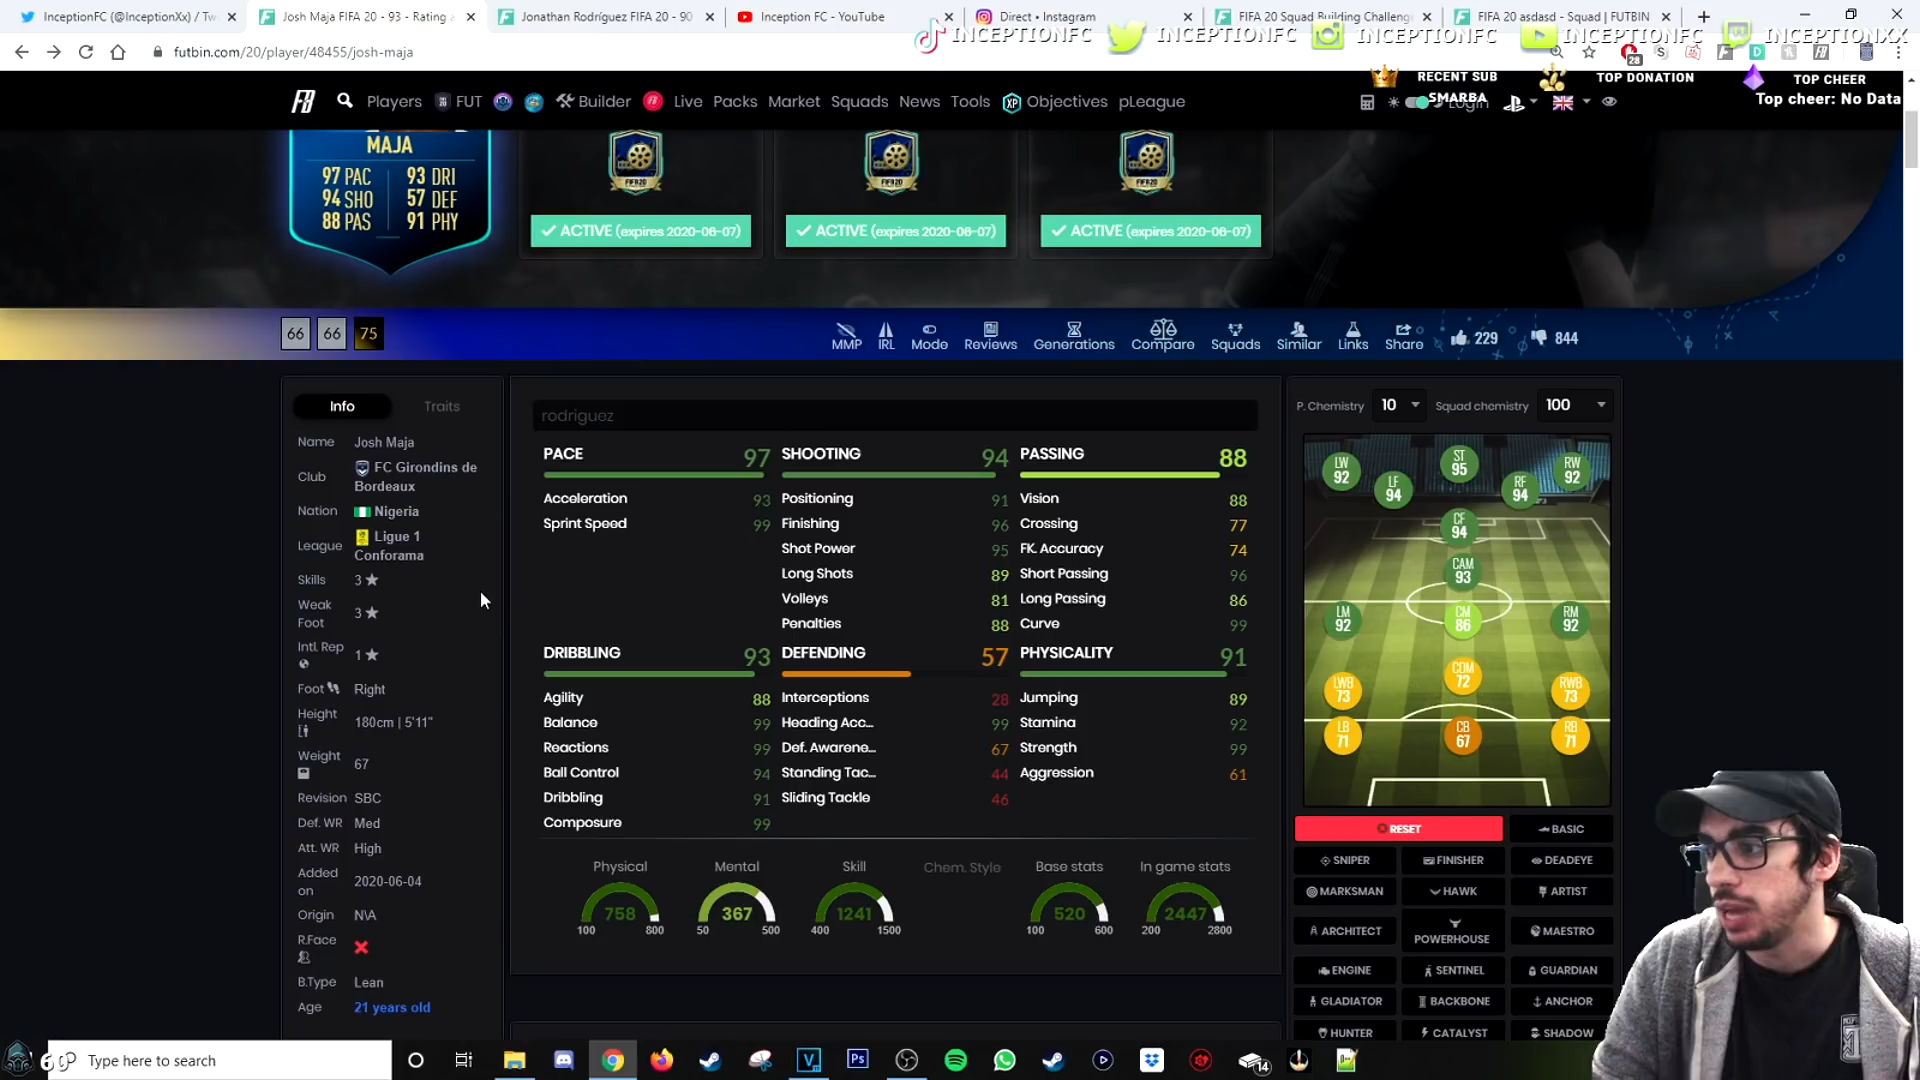 InceptionFC (@InceptionXx) / Tw
Josh Maja FIFA 20 - 93 - Rating a
Jonathan Rodríguez FIFA 20 - 90
Inception FC - YouTube
Direct • Instagram
FIFA 20 Squad Building Challenge
FIFA 20 asdasd - Squad | FUTBIN
futbin.com/20/player/48455/josh-maja
INCEPTIONFC INCEPTIONFC INCEPTIONFC INCEPTIONFC INCEPTIONXX
28
RECENT SUB
SMARBA
TOP DONATION
TOP CHEER
Top cheer: No Data
Players FUT Builder Live Packs Market Squads News Tools XP Objectives pLeague
Login
MAJA
97 PAC 93 DRI
94 SHO 57 DEF
88 PAS 91 PHY
FIFA20 FIFA20 FIFA20
ACTIVE (expires 2020-06-07) ACTIVE (expires 2020-06-07) ACTIVE (expires 2020-06-07)
66 66 75
MMP IRL Mode Reviews Generations Compare Squads Similar Links Share 229 844
Info Traits
Name Josh Maja
Club FC Girondins de Bordeaux
Nation Nigeria
League Ligue 1 Conforama
Skills 3
Weak Foot 3
Intl. Rep 1
Foot Right
Height 180cm | 5'11"
Weight 67
Revision SBC
Def. WR Med
Att. WR High
Added on 2020-06-04
Origin N\A
R.Face
B.Type Lean
Age 21 years old
rodriguez
PACE 97
Acceleration 93
Sprint Speed 99
SHOOTING 94
Positioning 91
Finishing 96
Shot Power 95
Long Shots 89
Volleys 81
Penalties 88
PASSING 88
Vision 88
Crossing 77
FK. Accuracy 74
Short Passing 96
Long Passing 86
Curve 99
DRIBBLING 93
Agility 88
Balance 99
Reactions 99
Ball Control 94
Dribbling 91
Composure 99
DEFENDING 57
Interceptions 28
Heading Acc... 99
Def. Awarene... 67
Standing Tac... 44
Sliding Tackle 46
PHYSICALITY 91
Jumping 89
Stamina 92
Strength 99
Aggression 61
Physical Mental Skill Chem. Style Base stats In game stats
758 367 1241 520 2447
100 800 50 500 400 1500 100 600 200 2800
P. Chemistry 10 Squad chemistry 100
LW 92
ST 95
RW 92
LF 94
RF 94
CF 94
CAM 93
LM 92
CM 86
RM 92
LWB 73
CDM 72
RWB 73
LB 71
CB 67
RB 71
RESET BASIC
SNIPER FINISHER DEADEYE
MARKSMAN HAWK ARTIST
ARCHITECT POWERHOUSE MAESTRO
ENGINE SENTINEL GUARDIAN
GLADIATOR BACKBONE ANCHOR
HUNTER CATALYST SHADOW
60
Type here to search
V
Ps
14